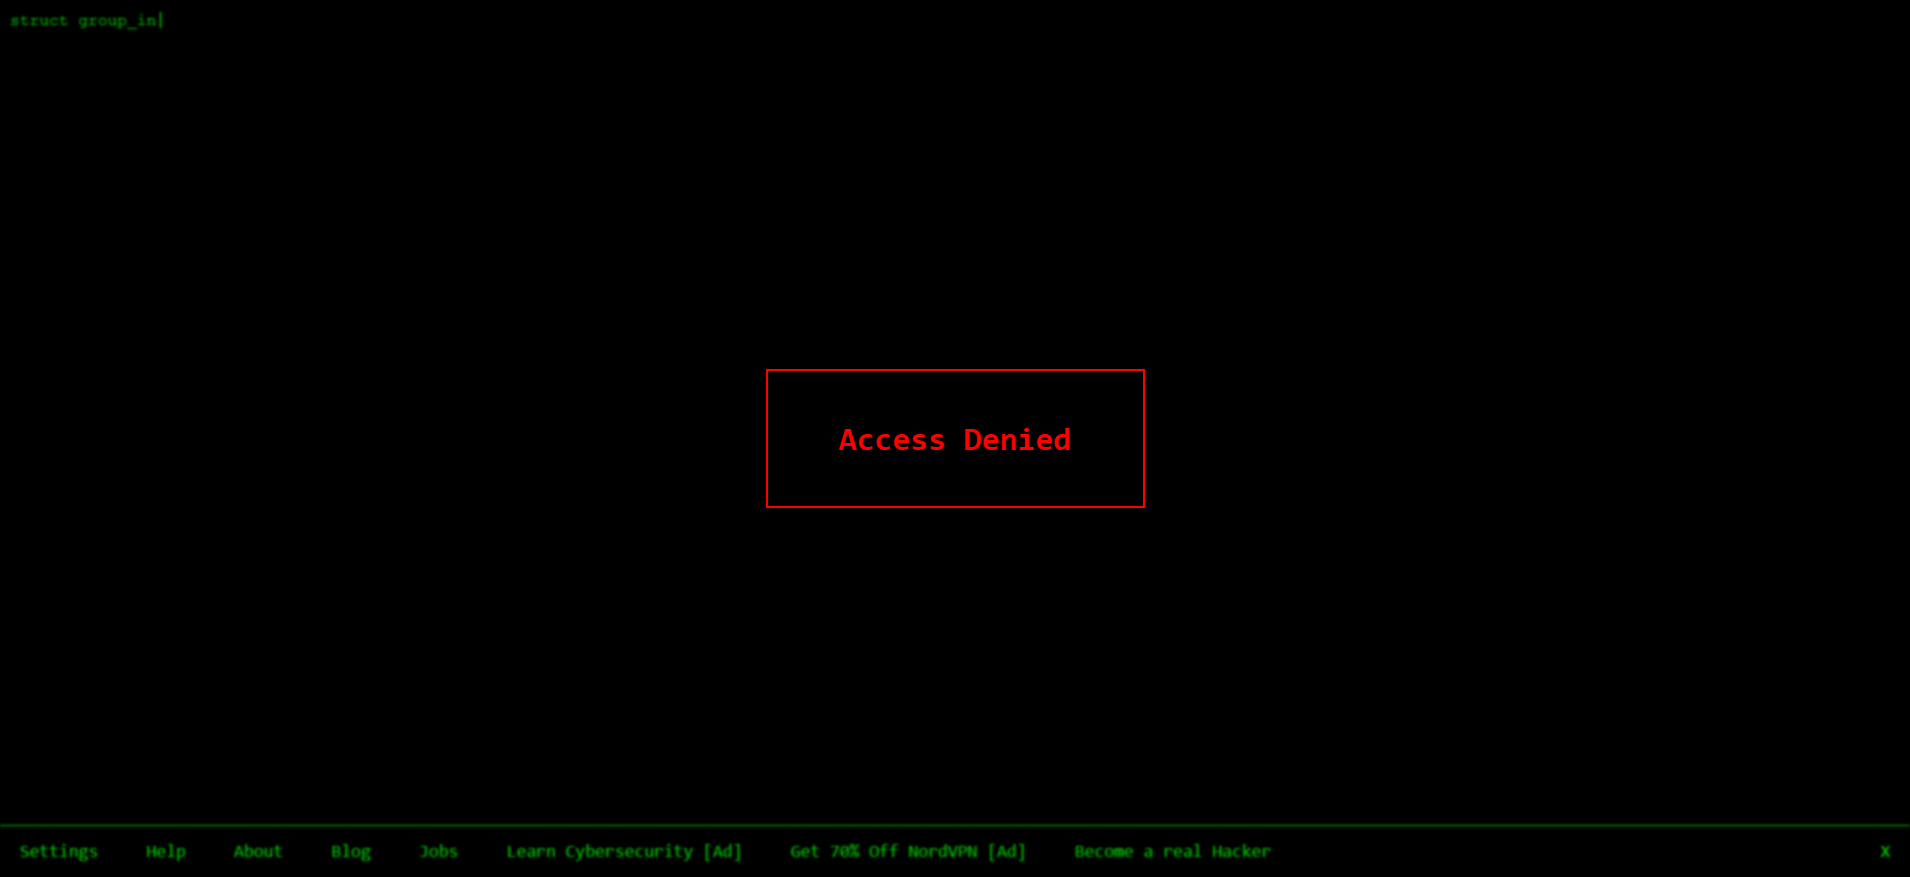 struct group_in|
Access Denied
Settings Help About Blog Jobs Learn Cybersecurity [Ad] Get 70% Off NordVPN [Ad] Become a real Hacker X